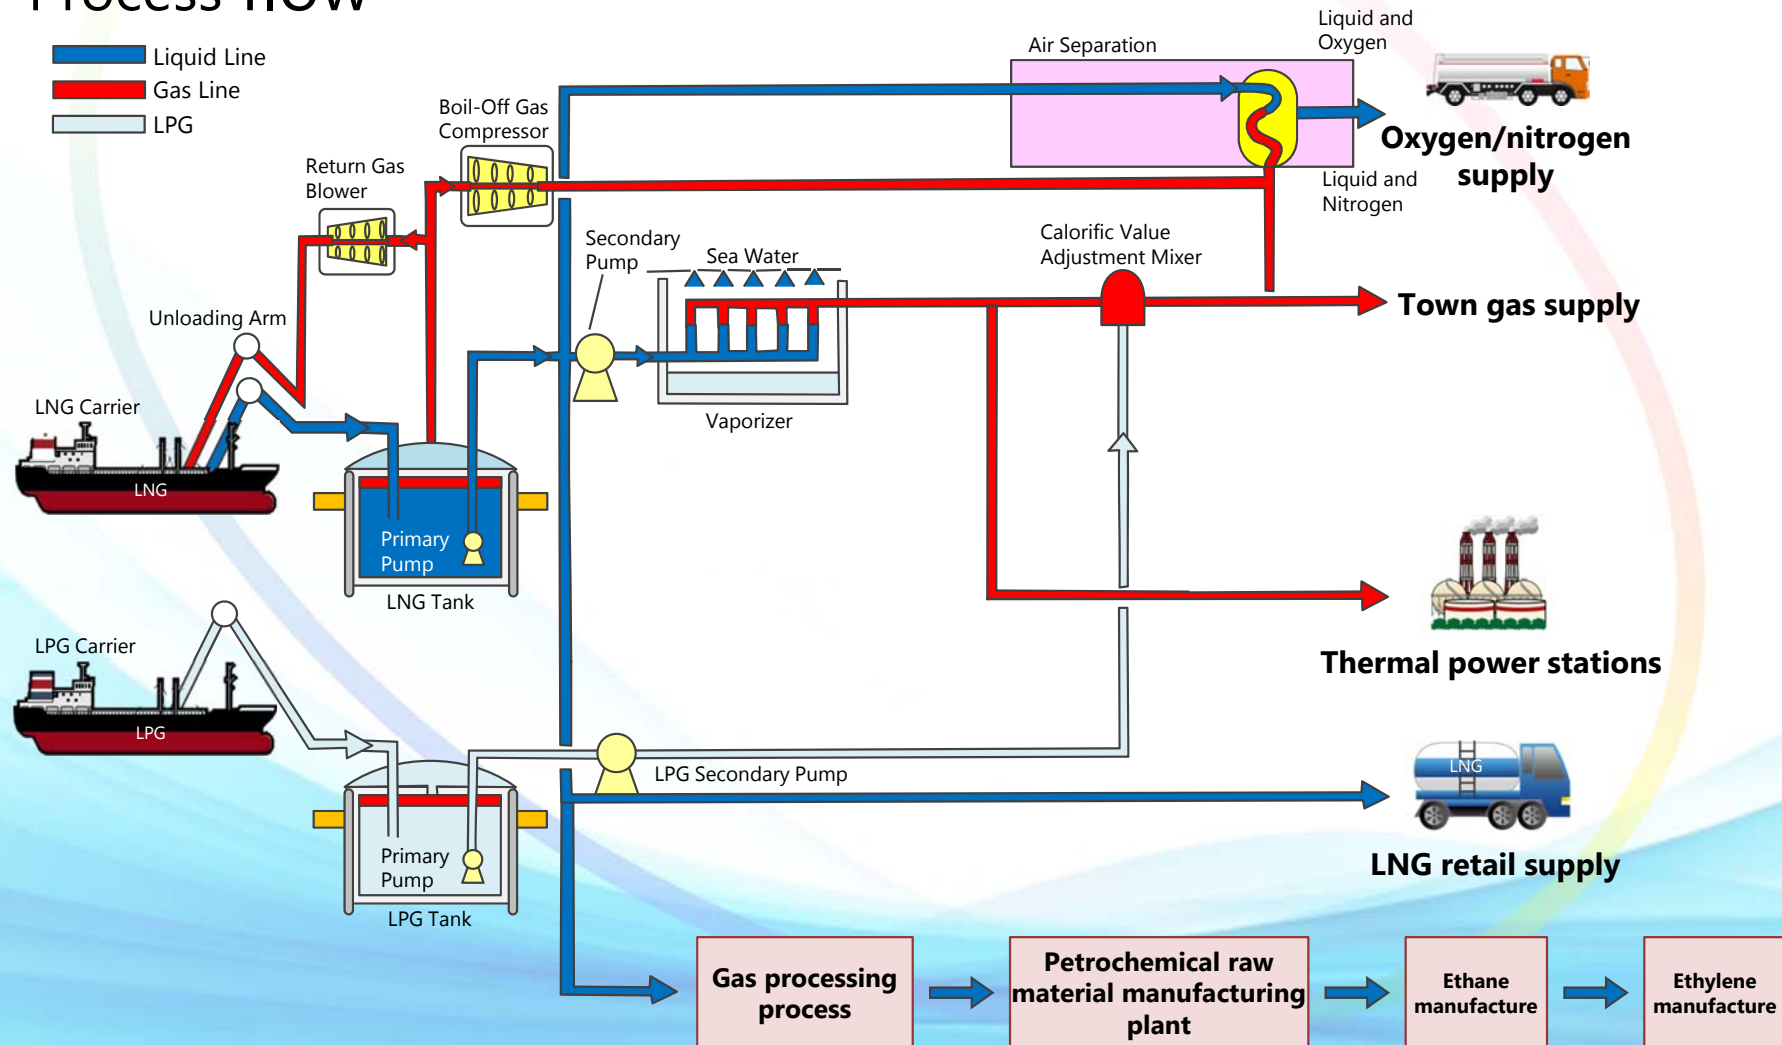 Process flow
Liquid Line
Gas Line
LPG
Boil-Off Gas
Compressor
Return Gas
Blower
Air Separation
Liquid and
Oxygen
Oxygen/nitrogen
supply
Liquid and
Nitrogen
Secondary
Pump
Sea Water
Calorific Value
Adjustment Mixer
Town gas supply
Unloading Arm
LNG Carrier
LNG
Vaporizer
Primary
Pump
LNG Tank
LPG Carrier
LPG
Thermal power stations
LPG Secondary Pump
LNG
LNG retail supply
Primary
Pump
LPG Tank
Gas processing
process
Petrochemical raw
material manufacturing
plant
Ethane
manufacture
Ethylene
manufacture